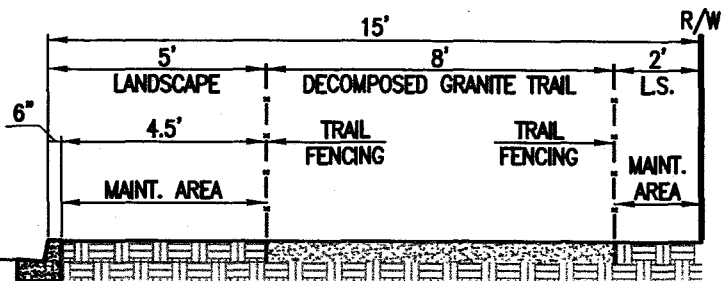 R/W
15'
5'
8'
2'
LANDSCAPE
DECOMPOSED GRANITE TRAIL
L.S.
6"
4.5'
TRAIL
FENCING
TRAIL
FENCING
MAINT. AREA
MAINT.
AREA